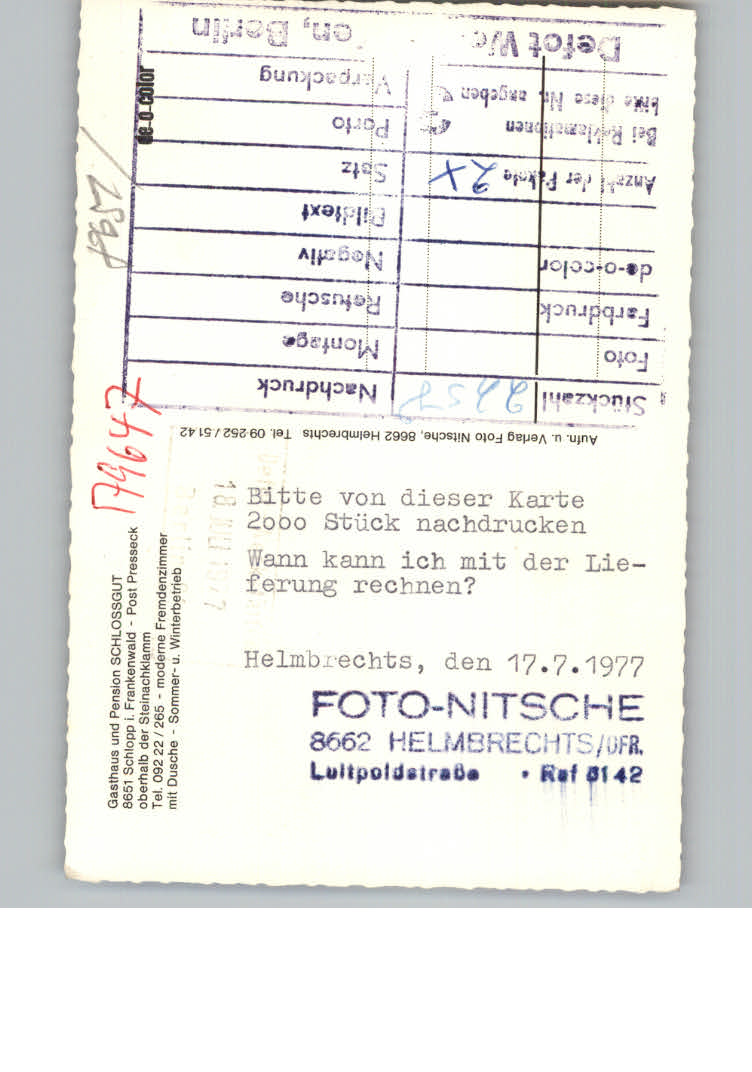 Bitte von dieser Karte
2ooo Stück nachdrucken
Wann kann ich mit der Lie-
ferung rechnen?
Helmbrechts, den 17.7.1977
FOTO-NITSCHE
8662 HELMBRECHTS/OFR.
Luitpoldstraße • Ruf 5142
Gasthaus und Pension SCHLOSSGUT
8651 Schlopp i. Frankenwald - Post Presseck
oberhalb der Steinachklamm
Tel. 092 22 / 265 - moderne Fremdenzimmer
mit Dusche - Sommer- u. Winterbetrieb
179647
Aufn. u. Verlag Foto Nitsche, 8662 Helmbrechts Tel. 09-252 / 51 42
Stückzahl Nachdruck
Foto Montage
Farbdruck Retusche
de-o-color Negativ
Bildtext
Anzahl der Pakete 2x Satz
Bei Reklamationen Porto
bitte diese Nr. angeben Verpackung
Berlin
de-o-color